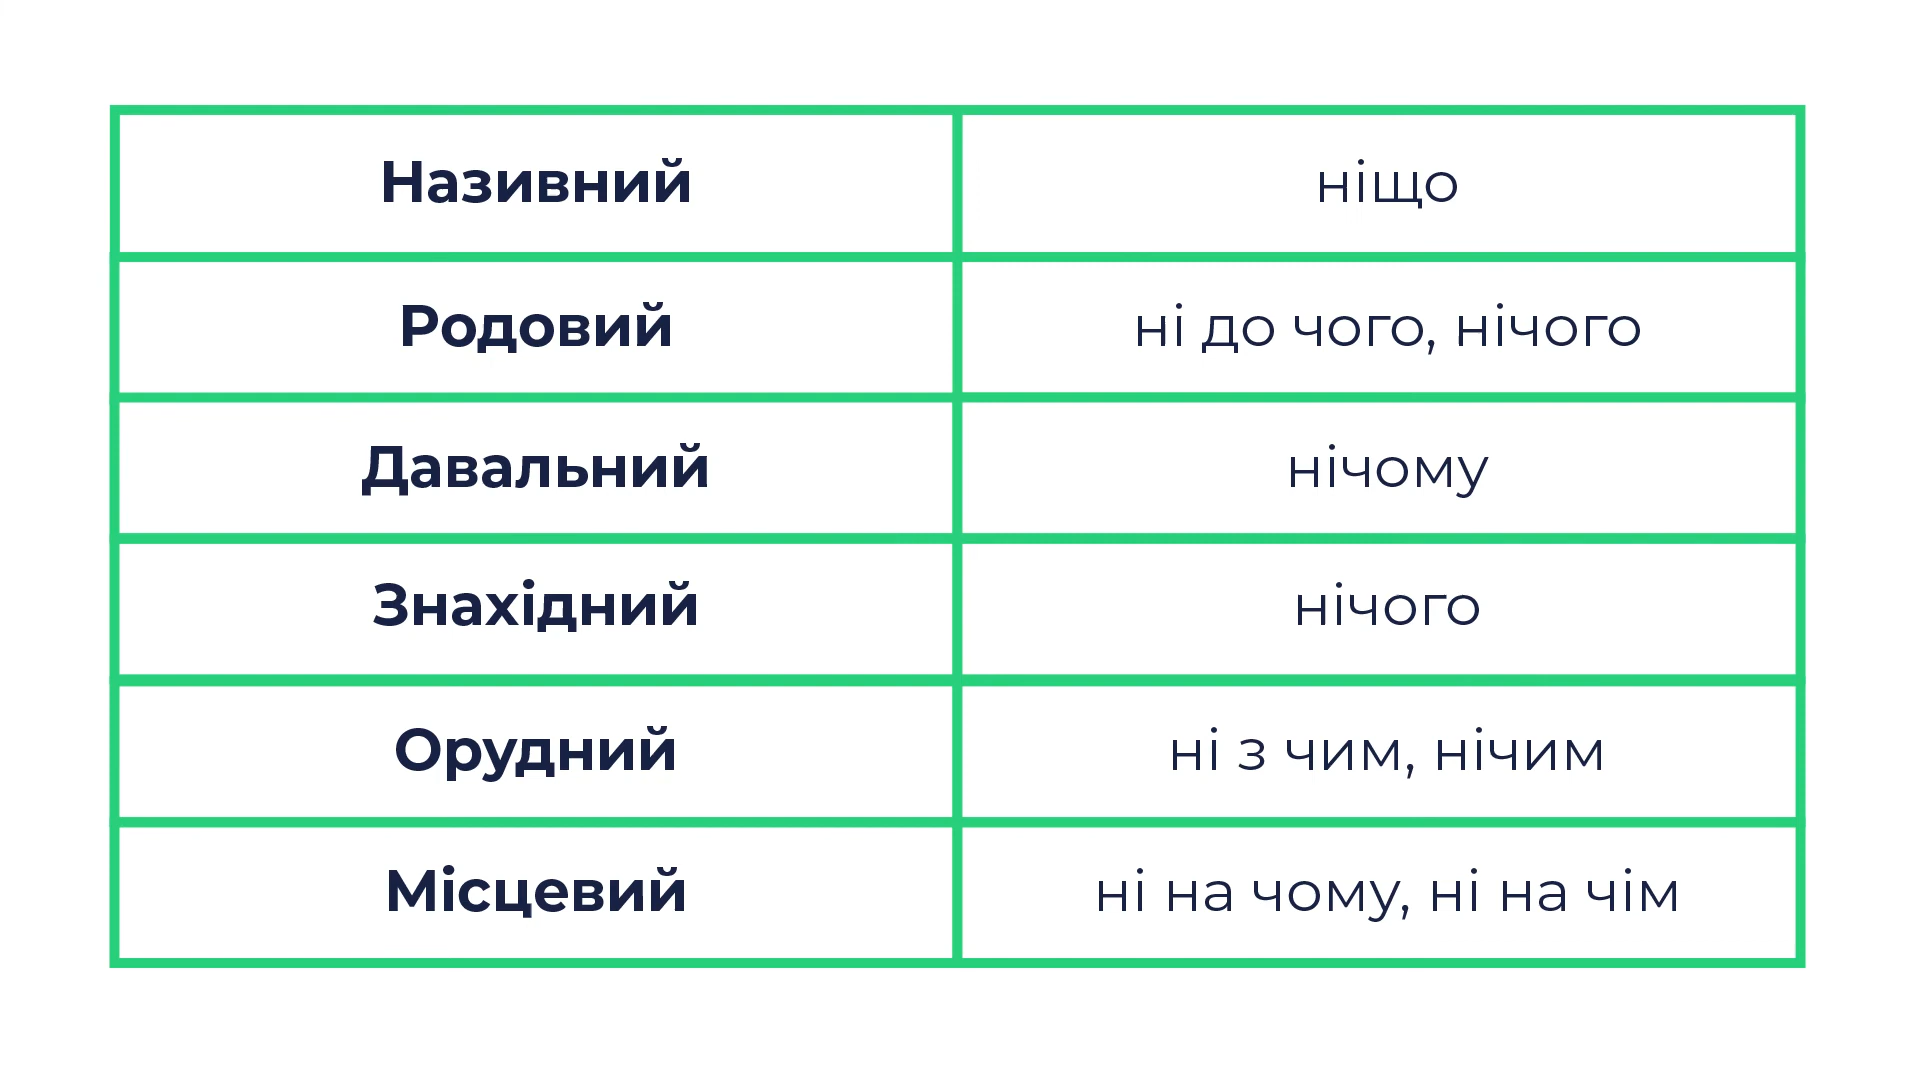 Називний ніщо
Родовий ні до чого, нічого
Давальний нічому
Знахідний нічого
Орудний ні з чим, нічим
Місцевий ні на чому, ні на чім